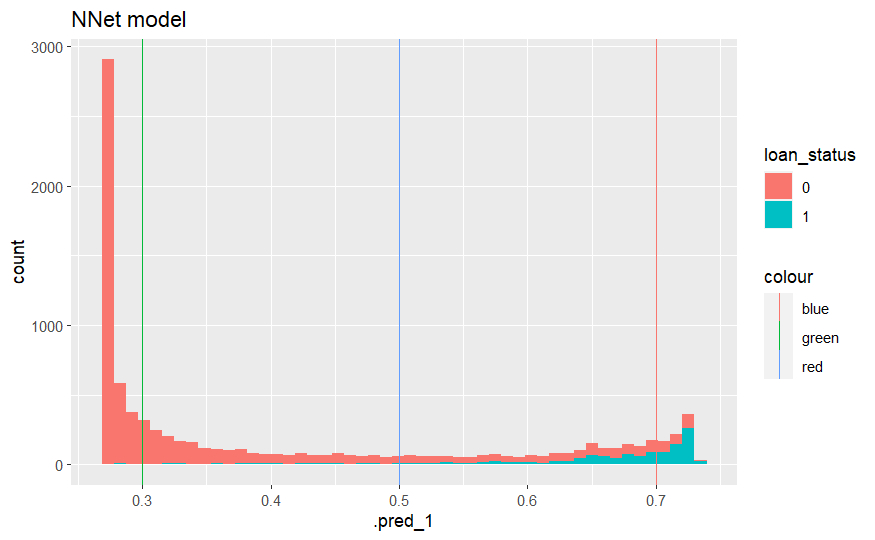 NNet model
3000
2000
1000
0
count
0.3
0.4
0.5
0.6
0.7
.pred_1
loan_status
0
1
colour
blue
green
red